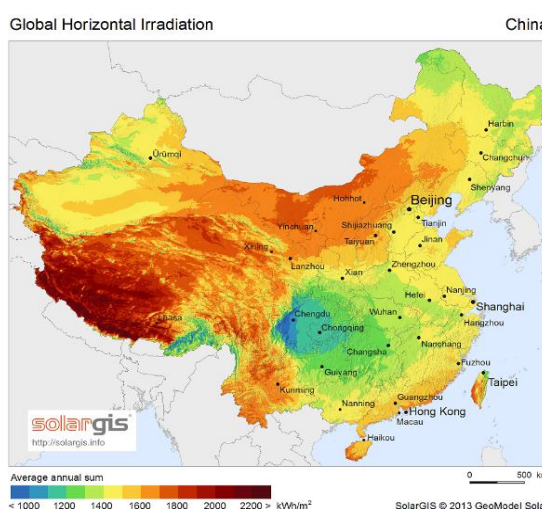 Global Horizontal Irradiation
China
Harbin
Changchun
Ürümqi
Shenyang
Hohhot
Beijing
Tianjin
Yinchuan
Shijiazhuang
Taiyuan
Jinan
Xining
Lanzhou
Zhengzhou
Xian
Nanjing
Hefei
Shanghai
Lhasa
Chengdu
Wuhan
Hangzhou
Chongqing
Changsha
Nanchang
Guiyang
Fuzhou
Taipei
Kunming
Nanning
Guangzhou
Hong Kong
Macau
Haikou
solargis
http://solargis.info
Average annual sum
0 500 k
< 1000 1200 1400 1600 1800 2000 2200 > kWh/m²
SolarGIS © 2013 GeoModel Sola